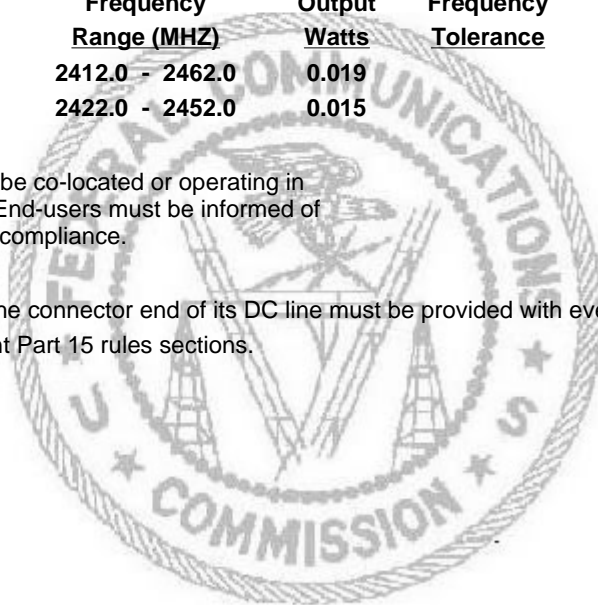 Frequency Output Frequency
Range (MHZ) Watts Tolerance
2412.0 - 2462.0 0.019
2422.0 - 2452.0 0.015
be co-located or operating in
End-users must be informed of
compliance.
connector end of its DC line must be provided with
Part 15 rules sections.
FEDERAL COMMUNICATIONS
COMMISSION
U S